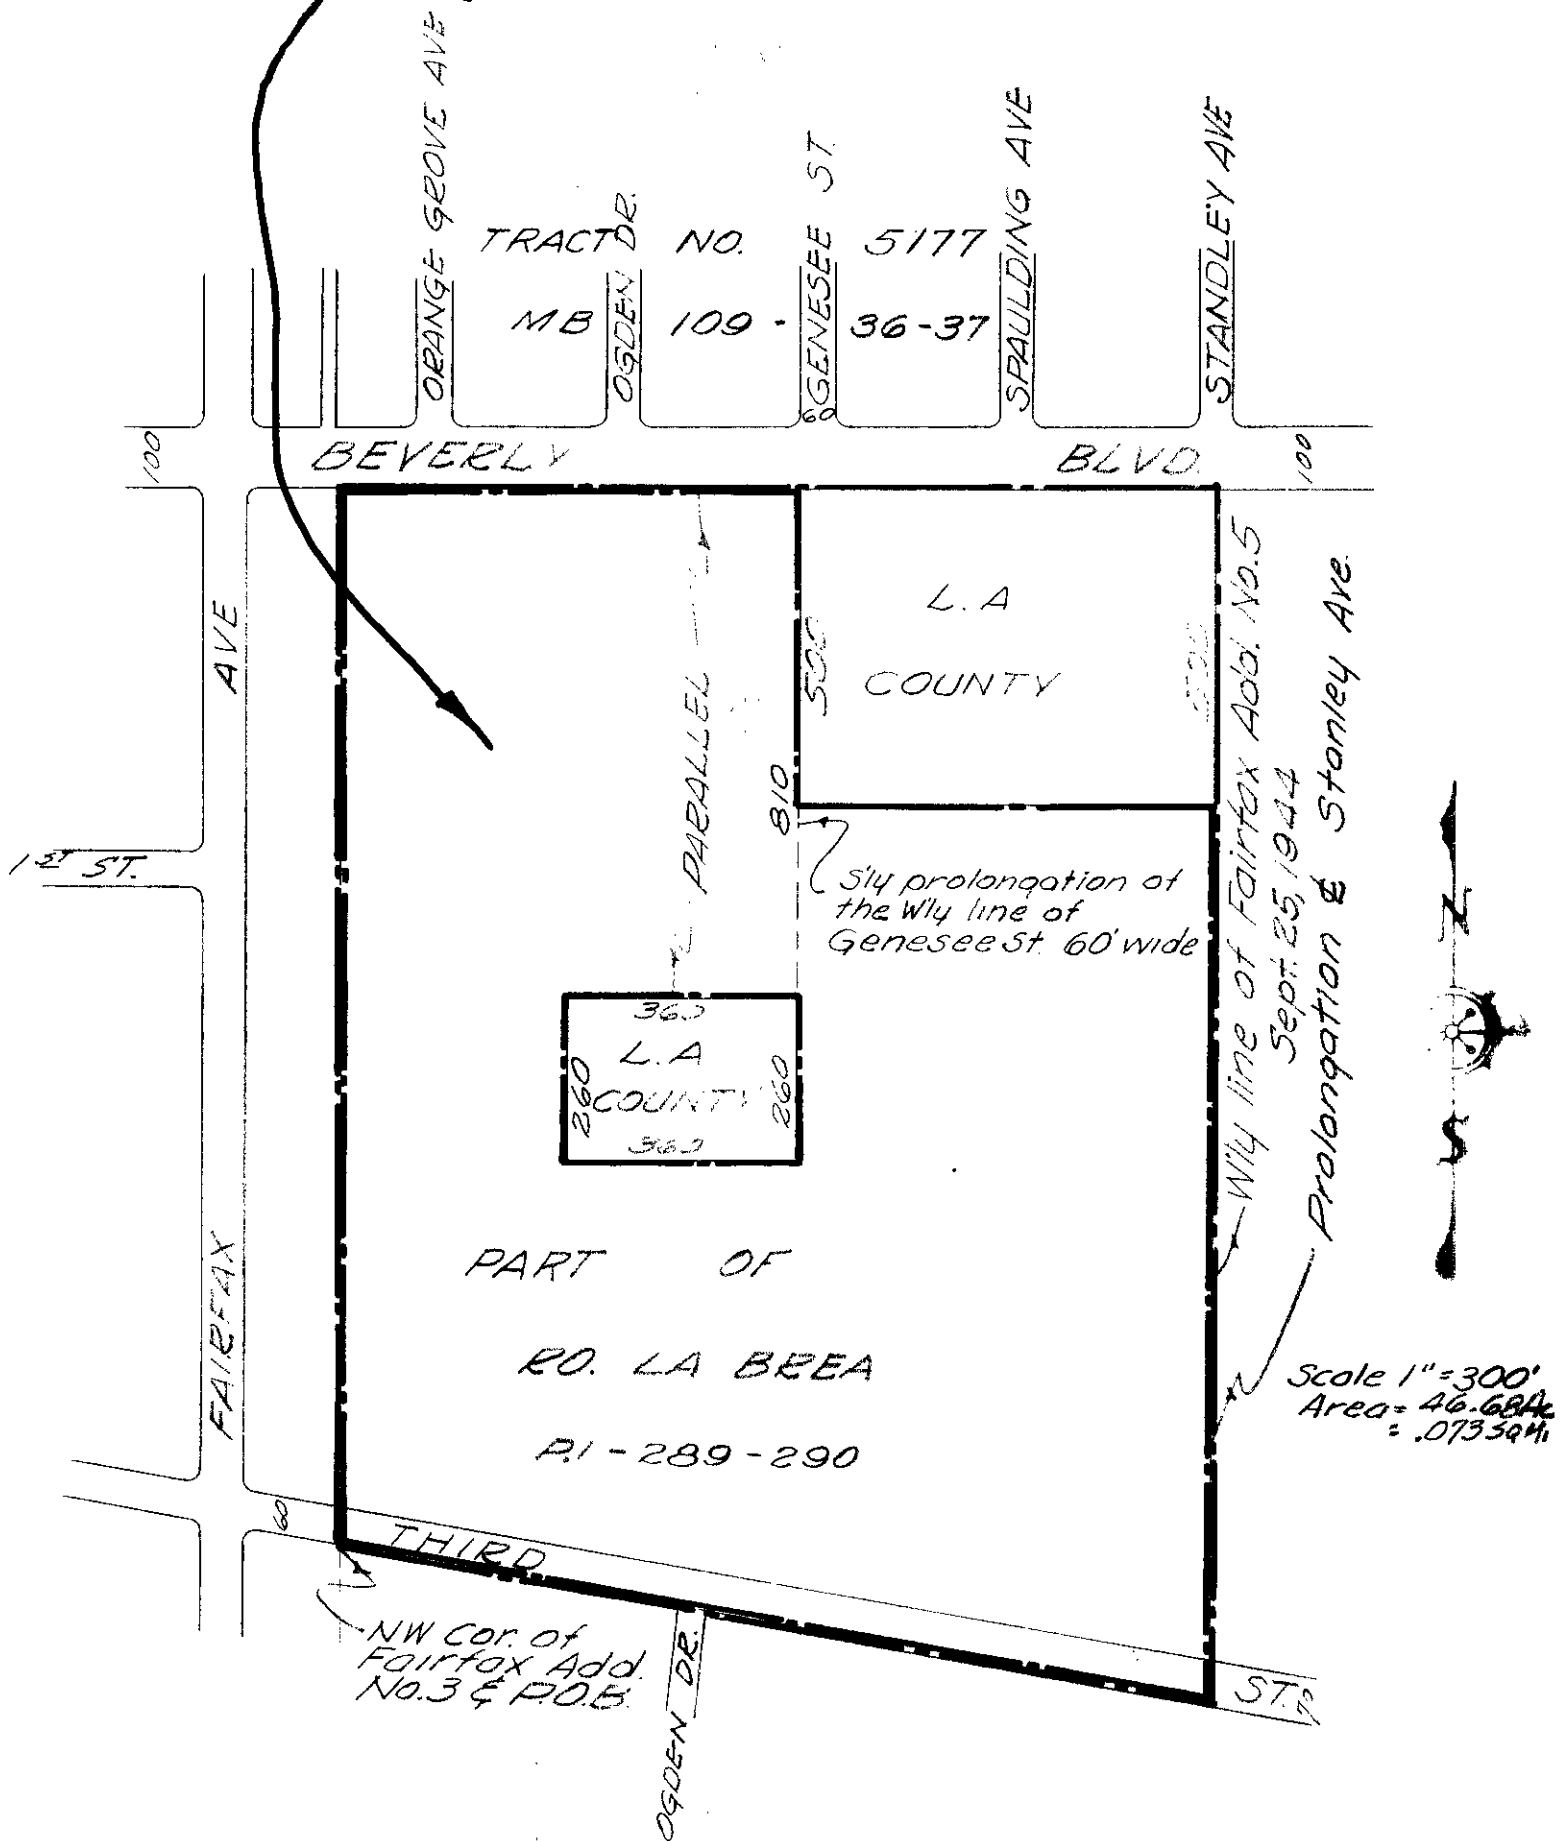 ORANGE GROVE AVE
OGDEN DR.
GENESEE ST.
SPAULDING AVE
STANDLEY AVE
TRACT NO. 5177
MB 109 - 36-37
60
100
BEVERLY BLVD.
100
FAIRFAX AVE
1ST ST.
PARALLEL
L.A
COUNTY
500
500
810
S'ly prolongation of
the W'ly line of
Genesee St. 60' wide
W'ly line of Fairfax Add. No.5
Sept. 25, 1944
Prolongation ℄ Stanley Ave.
N
S
360
L.A
COUNTY
260
260
360
PART OF
RO. LA BREA
P.1-289-290
Scale 1"=300'
Area= 46.68Ac
= .073 sq Mi
60
THIRD ST.
NW Cor. of
Fairfax Add.
No.3 & P.O.B.
OGDEN DR.